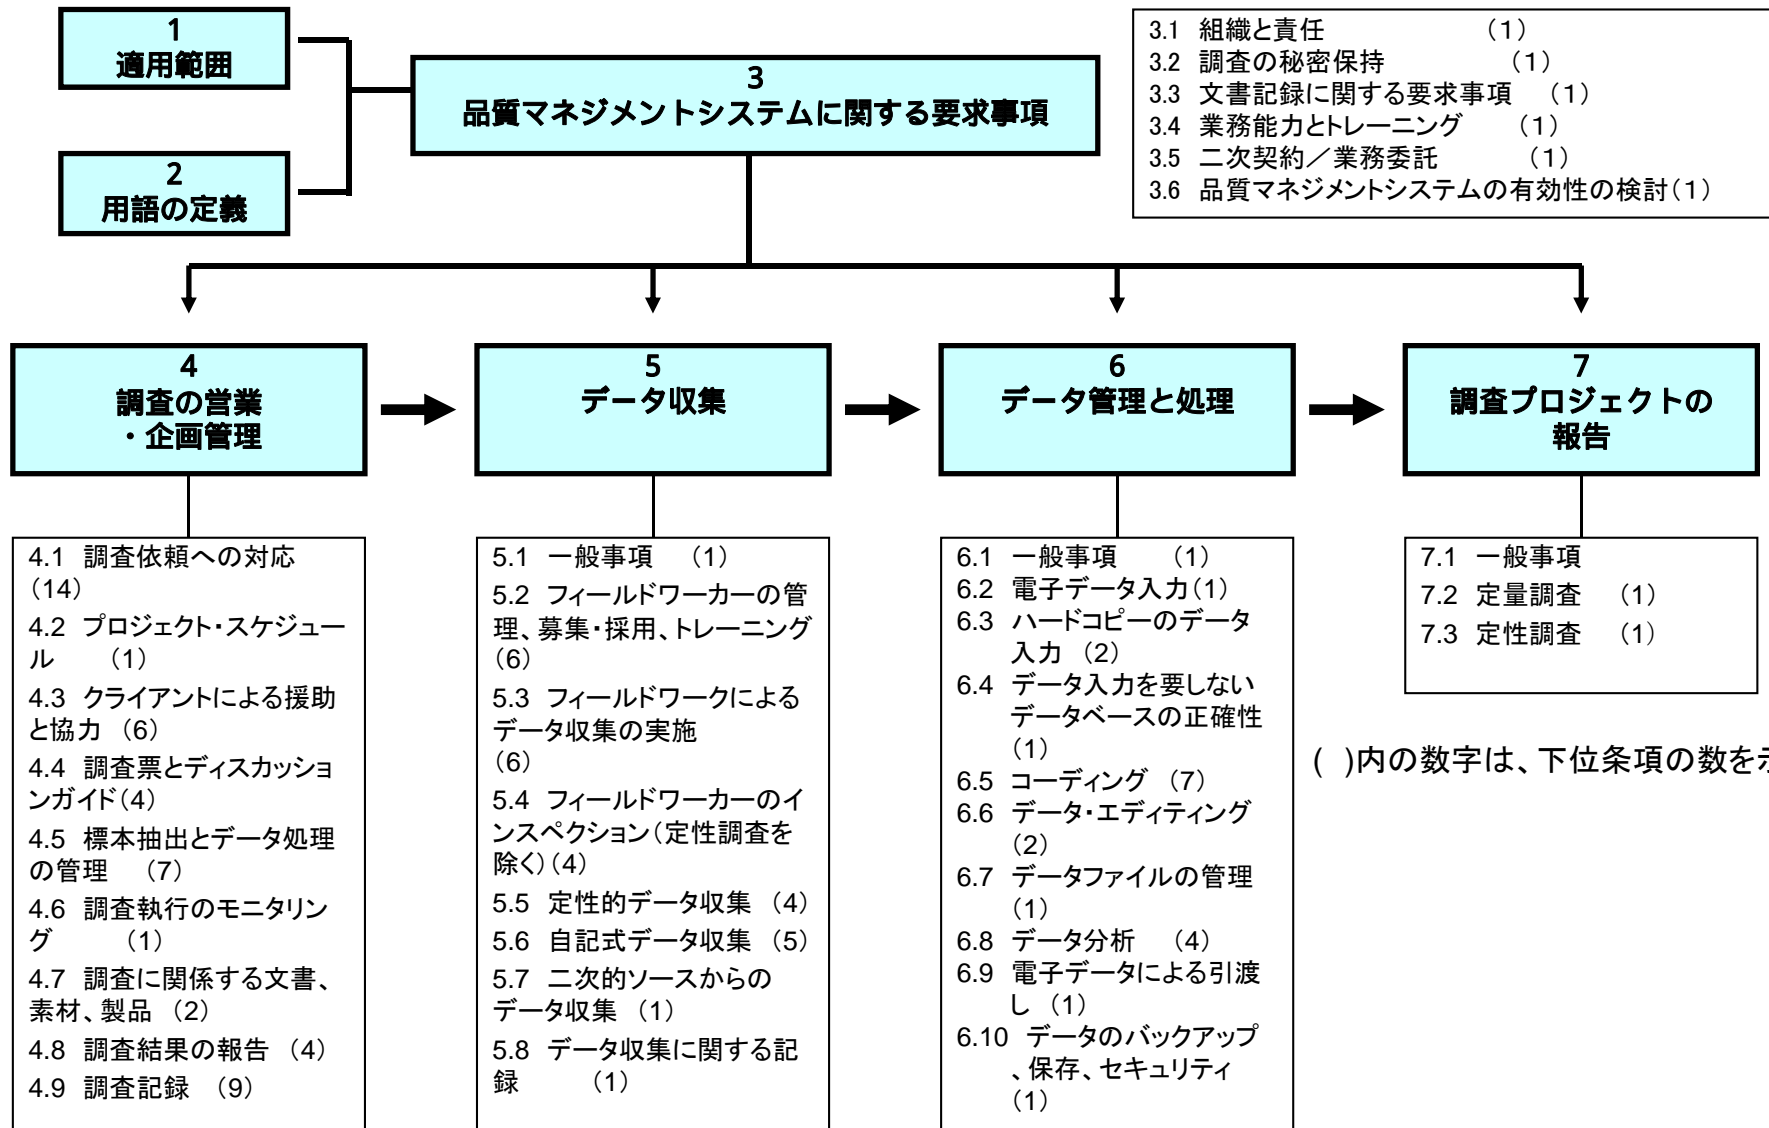 1
適用範囲
2
用語の定義
3
品質マネジメントシステムに関する要求事項
3.1 組織と責任 （１）
3.2 調査の秘密保持 （１）
3.3 文書記録に関する要求事項 （１）
3.4 業務能力とトレーニング （１）
3.5 二次契約／業務委託 （１）
3.6 品質マネジメントシステムの有効性の検討（１）
4
調査の営業
・企画管理
5
データ収集
6
データ管理と処理
7
調査プロジェクトの
報告
4.1 調査依頼への対応
（14）
4.2 プロジェクト・スケジュー
ル （1）
4.3 クライアントによる援助
と協力 （6）
4.4 調査票とディスカッショ
ンガイド（4）
4.5 標本抽出とデータ処理
の管理 （7）
4.6 調査執行のモニタリン
グ （1）
4.7 調査に関係する文書、
素材、製品 （2）
4.8 調査結果の報告 （4）
4.9 調査記録 （9）
5.1 一般事項 （1）
5.2 フィールドワーカーの管
理、募集・採用、トレーニング
（6）
5.3 フィールドワークによる
データ収集の実施
（6）
5.4 フィールドワーカーのイ
ンスペクション（定性調査を
除く）（4）
5.5 定性的データ収集 （4）
5.6 自記式データ収集 （5）
5.7 二次的ソースからの
データ収集 （1）
5.8 データ収集に関する記
録 （1）
6.1 一般事項 （1）
6.2 電子データ入力（1）
6.3 ハードコピーのデータ
入力 （2）
6.4 データ入力を要しない
データベースの正確性
（1）
6.5 コーディング （7）
6.6 データ・エディティング
（2）
6.7 データファイルの管理
（1）
6.8 データ分析 （4）
6.9 電子データによる引渡
し （1）
6.10 データのバックアップ
、保存、セキュリティ
（1）
7.1 一般事項
7.2 定量調査 （1）
7.3 定性調査 （1）
( )内の数字は、下位条項の数を